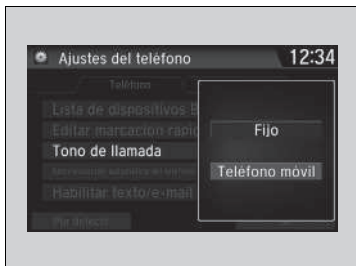 Ajustes del teléfono
12:34
Teléfono
Lista de dispositivos B
Editar marcación rápid
Tono de llamada
Habilitar texto/e-mail
Fijo
Teléfono móvil